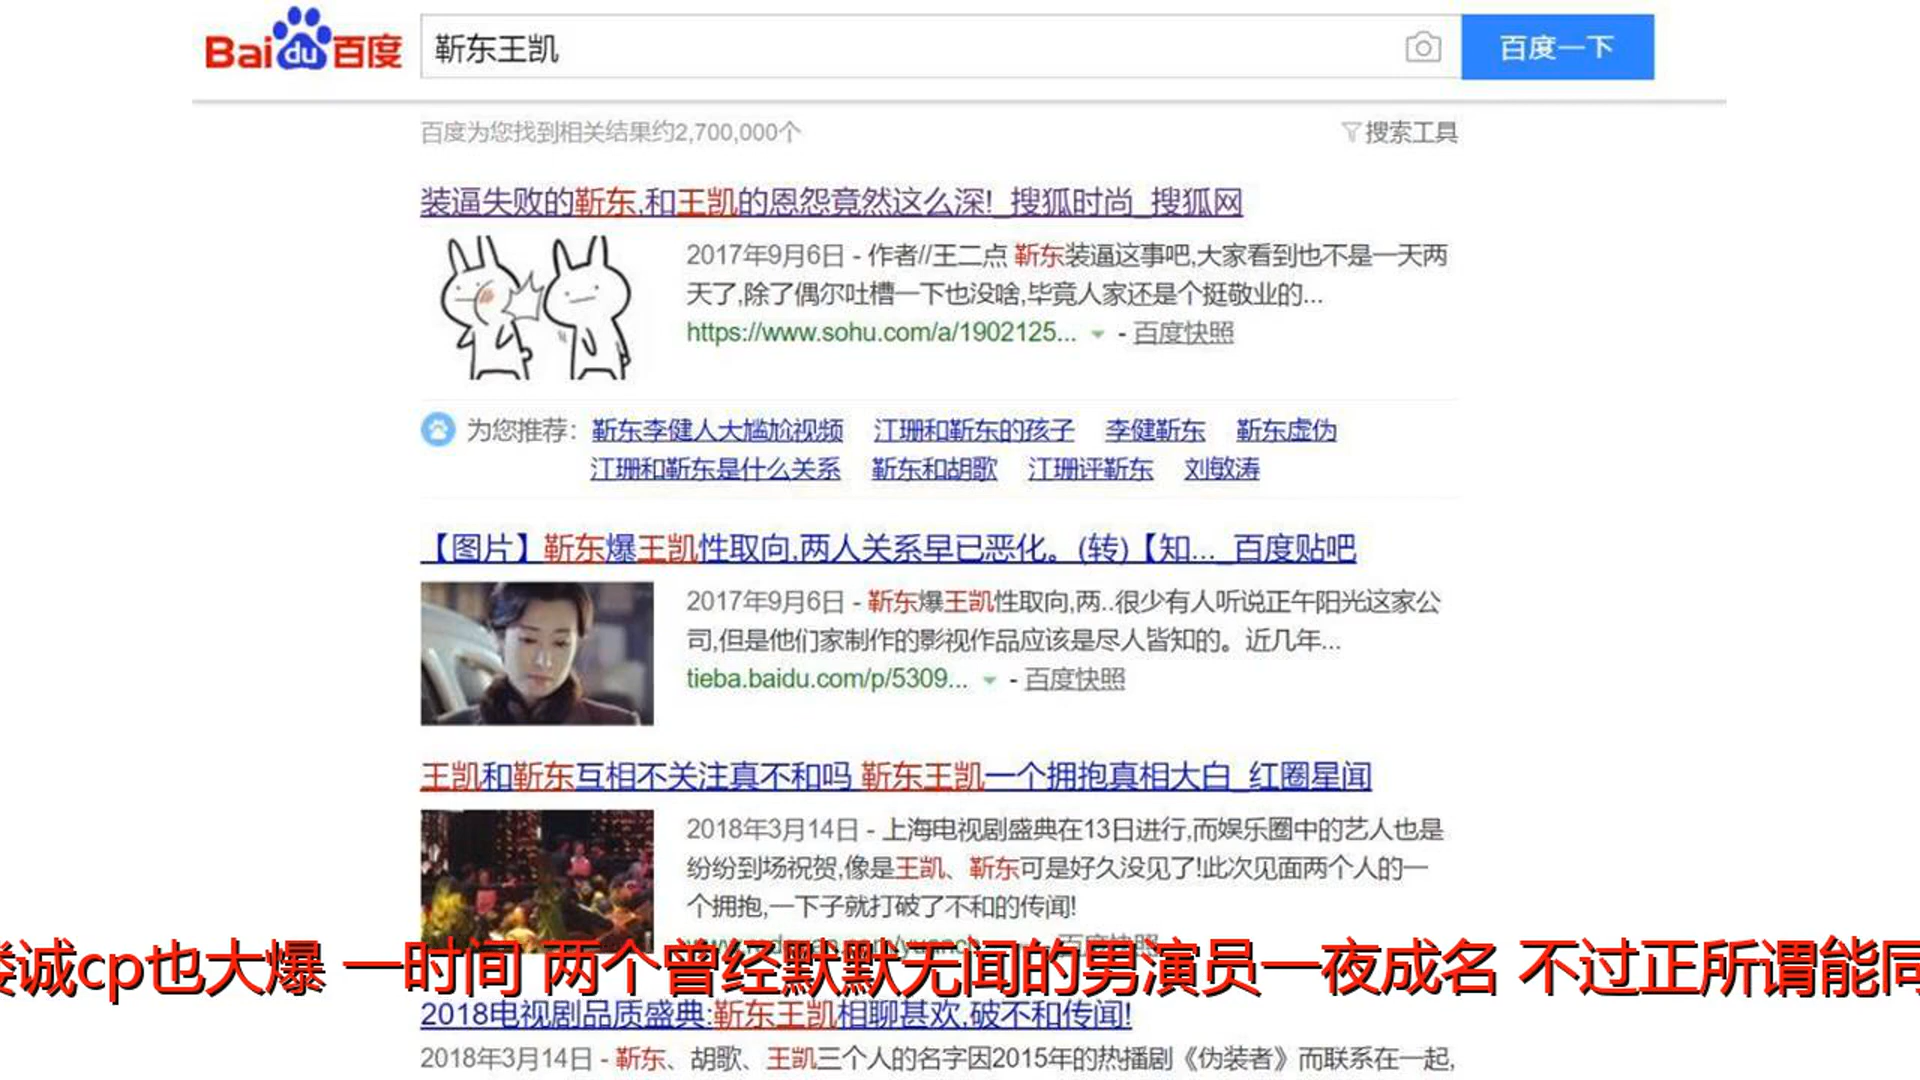 Bai du 百度
靳东王凯
百度一下
百度为您找到相关结果约2,700,000个
搜索工具
装逼失败的靳东,和王凯的恩怨竟然这么深!_搜狐时尚_搜狐网
2017年9月6日 - 作者//王二点 靳东装逼这事吧,大家看到也不是一天两
天了,除了偶尔吐槽一下也没啥,毕竟人家还是个挺敬业的...
https://www.sohu.com/a/1902125... - 百度快照
为您推荐: 靳东李健人大尴尬视频 江珊和靳东的孩子 李健靳东 靳东虚伪
江珊和靳东是什么关系 靳东和胡歌 江珊评靳东 刘敏涛
【图片】靳东爆王凯性取向,两人关系早已恶化。(转)【知..._百度贴吧
2017年9月6日 - 靳东爆王凯性取向,两..很少有人听说正午阳光这家公
司,但是他们家制作的影视作品应该是尽人皆知的。近几年...
tieba.baidu.com/p/5309... - 百度快照
王凯和靳东互相不关注真不和吗 靳东王凯一个拥抱真相大白_红圈星闻
2018年3月14日 - 上海电视剧盛典在13日进行,而娱乐圈中的艺人也是
纷纷到场祝贺,像是王凯、靳东可是好久没见了!此次见面两个人的一
个拥抱,一下子就打破了不和的传闻!
百度快照
诚cp也大爆 一时间 两个曾经默默无闻的男演员一夜成名 不过正所谓能同
2018电视剧品质盛典:靳东王凯相聊甚欢,破不和传闻!
2018年3月14日 - 靳东、胡歌、王凯三个人的名字因2015年的热播剧《伪装者》而联系在一起,